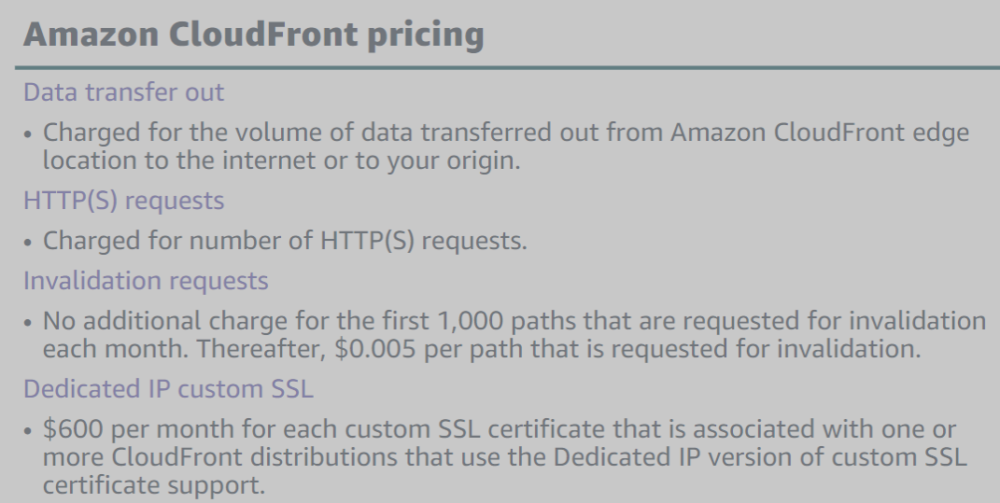 Amazon CloudFront pricing
Data transfer out
• Charged for the volume of data transferred out from Amazon CloudFront edge
location to the internet or to your origin.
HTTP(S) requests
• Charged for number of HTTP(S) requests.
Invalidation requests
• No additional charge for the first 1,000 paths that are requested for invalidation
each month. Thereafter, $0.005 per path that is requested for invalidation.
Dedicated IP custom SSL
• $600 per month for each custom SSL certificate that is associated with one or
more CloudFront distributions that use the Dedicated IP version of custom SSL
certificate support.